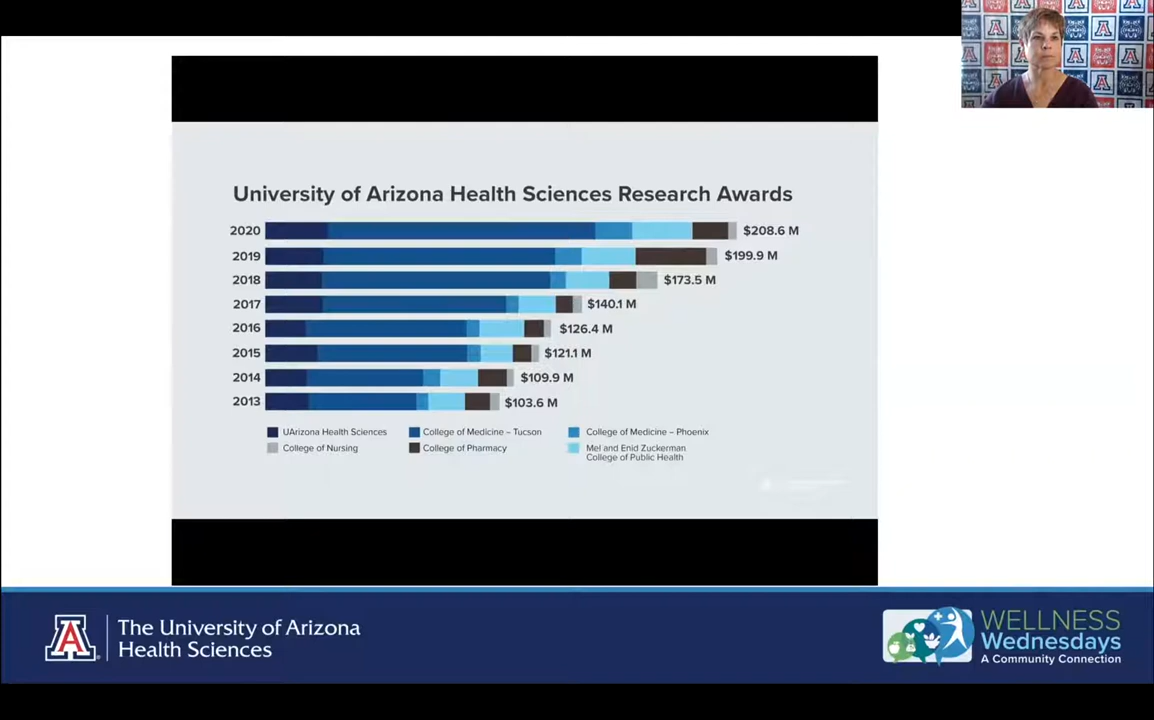 University of Arizona Health Sciences Research Awards
2020 $208.6 M
2019 $199.9 M
2018 $173.5 M
2017 $140.1 M
2016 $126.4 M
2015 $121.1 M
2014 $109.9 M
2013 $103.6 M
UArizona Health Sciences College of Medicine – Tucson College of Medicine – Phoenix
College of Nursing College of Pharmacy Mel and Enid Zuckerman
College of Public Health
A The University of Arizona
Health Sciences
WELLNESS
Wednesdays
A Community Connection